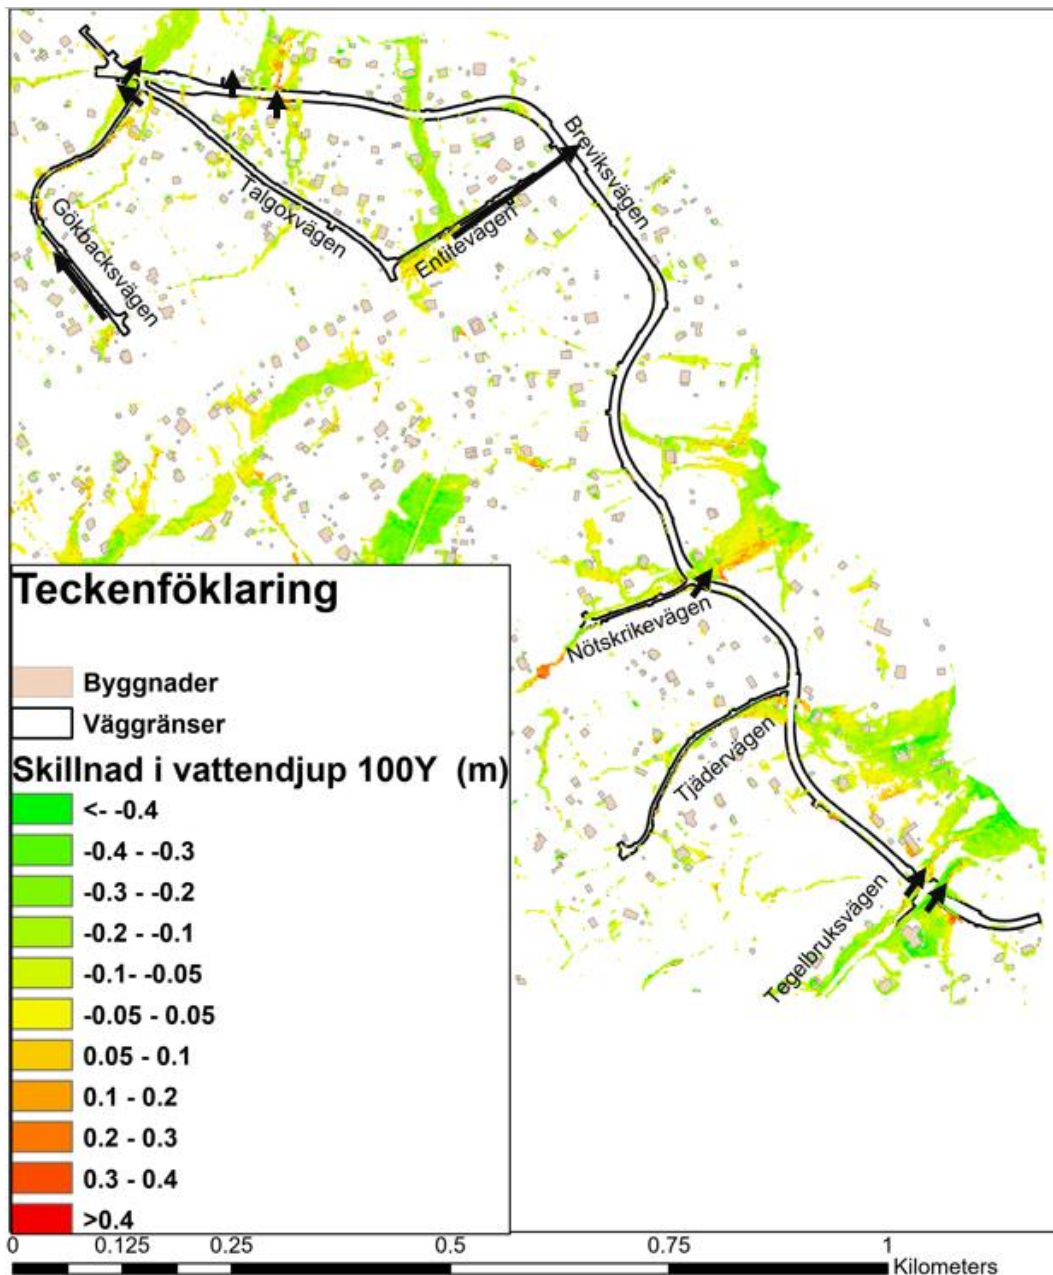 Breviksvägen
Talgoxvägen
Gökbacksvägen
Entitevägen
Nötskrikevägen
Tjädervägen
Tegelbruksvägen
Teckenföklaring
Byggnader
Väggränser
Skillnad i vattendjup 100Y (m)
<- -0.4
-0.4 - -0.3
-0.3 - -0.2
-0.2 - -0.1
-0.1- -0.05
-0.05 - 0.05
0.05 - 0.1
0.1 - 0.2
0.2 - 0.3
0.3 - 0.4
>0.4
0 0.125 0.25 0.5 0.75 1
Kilometers